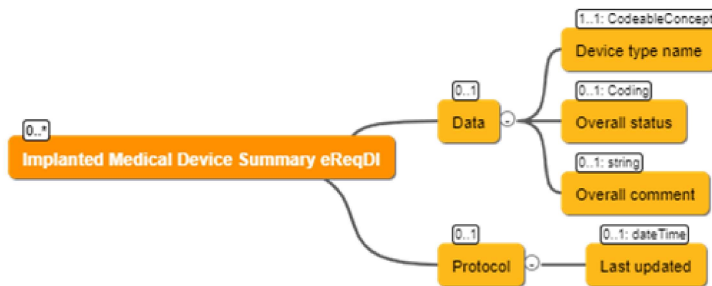 0..*
Implanted Medical Device Summary eReqDI
0..1
Data
1..1: CodeableConcept
Device type name
0..1: Coding
Overall status
0..1: string
Overall comment
0..1
Protocol
0..1: dateTime
Last updated